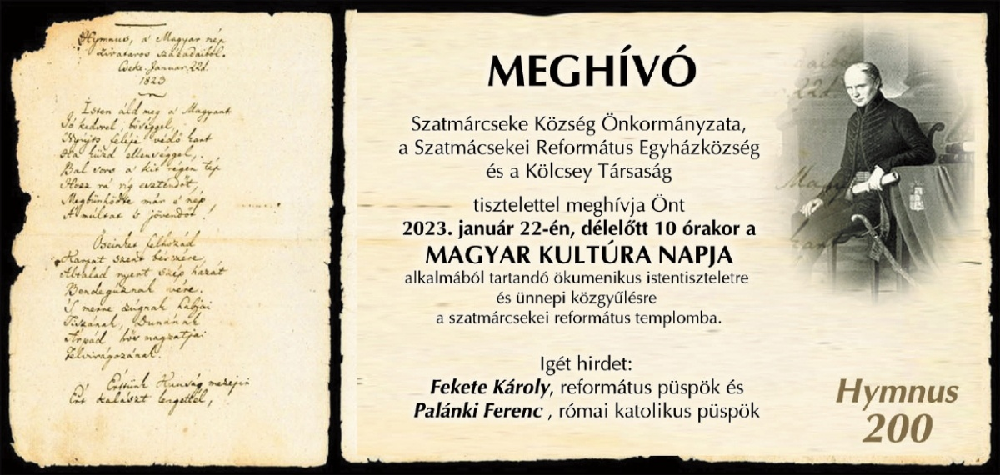 Hymnus, a Magyar nép
zivataros századaiból.
Cseke. Januar. 22d.
1823
Isten áld meg a Magyart
Jó kedvvel, bőséggel,
Nyújts feléje védő kart
Ha küzd ellenséggel,
Bal sors a kit régen tép
Hozz rá víg esztendőt,
Megbünhödte már e nép
A múltat 's jövendőt!
Őseinket felhozád
Kárpát szent bérczére,
Általad nyert szép hazát
Bendegúznak vére.
'S merre zúgnak habjai
Tiszának, Dunának
Árpád hős magzatjai
Felvirágozának.
Értünk Kunság mezején
Ért kalászt lengettél,
MEGHÍVÓ
Szatmárcseke Község Önkormányzata,
a Szatmácsekei Református Egyházközség
és a Kölcsey Társaság
tisztelettel meghívja Önt
2023. január 22-én, délelőtt 10 órakor a
MAGYAR KULTÚRA NAPJA
alkalmából tartandó ökumenikus istentiszteletre
és ünnepi közgyűlésre
a szatmárcsekei református templomba.
Igét hirdet:
Fekete Károly, református püspök és
Palánki Ferenc , római katolikus püspök
Hymnus
200